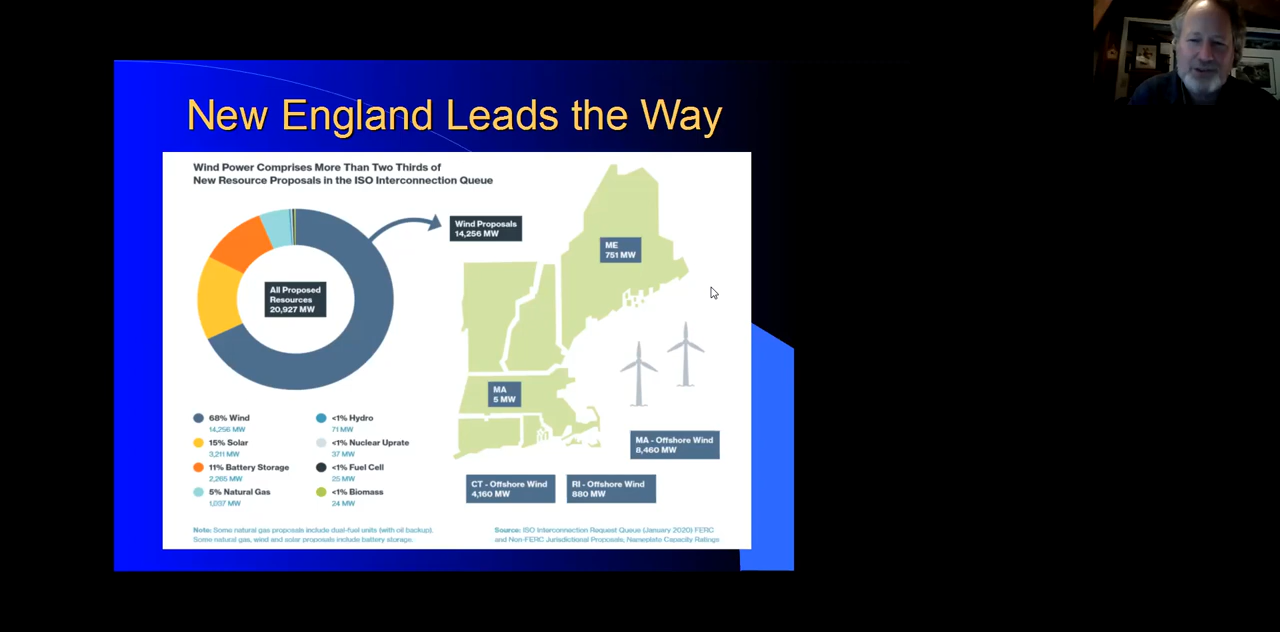 New England Leads the Way
Wind Power Comprises More Than Two Thirds of
New Resource Proposals in the ISO Interconnection Queue
Wind Proposals
14,256 MW
ME
751 MW
All Proposed
Resources
20,927 MW
MA
5 MW
68% Wind
14,256 MW
15% Solar
3,211 MW
11% Battery Storage
2,265 MW
5% Natural Gas
1,037 MW
<1% Hydro
71 MW
<1% Nuclear Uprate
37 MW
<1% Fuel Cell
25 MW
<1% Biomass
24 MW
MA - Offshore Wind
8,460 MW
CT - Offshore Wind
4,160 MW
RI - Offshore Wind
880 MW
Note: Some natural gas proposals include dual-fuel units (with oil backup).
Some natural gas, wind and solar proposals include battery storage.
Source: ISO Interconnection Request Queue (January 2020) FERC
and Non-FERC Jurisdictional Proposals, Nameplate Capacity Ratings